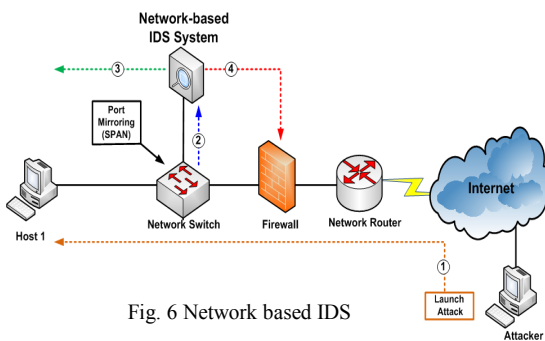 Network-based
IDS System
3
4
Port
Mirroring
(SPAN)
2
Internet
Host 1
Network Switch
Firewall
Network Router
1
Launch
Attack
Attacker
Fig. 6 Network based IDS